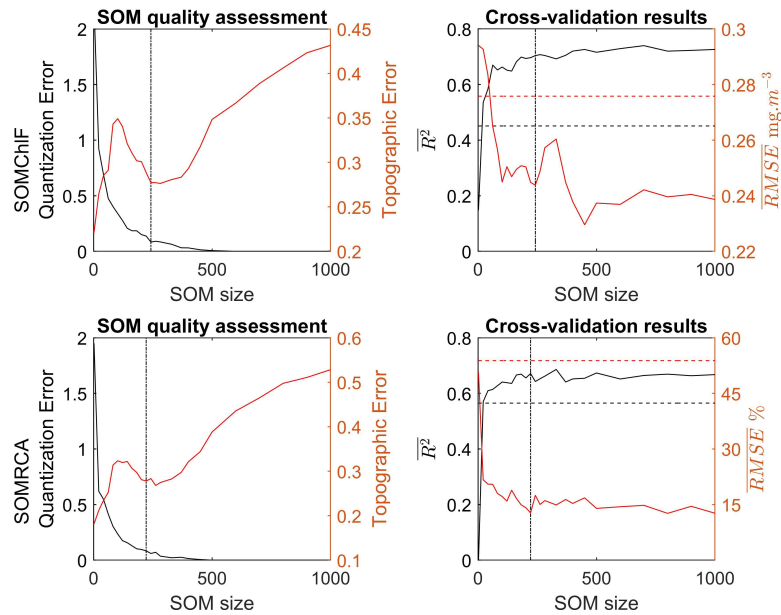 SOM quality assessment
Cross-validation results
SOMChlF
Quantization Error
2
1.5
1
0.5
0
0.45
0.4
0.35
0.3
0.25
0.2
Topographic Error
0 500 1000
SOM size
R²
0.8
0.6
0.4
0.2
0
0.3
0.28
0.26
0.24
0.22
RMSE mg.m⁻³
0 500 1000
SOM size
SOM quality assessment
Cross-validation results
SOMRCA
Quantization Error
2
1.5
1
0.5
0
0.6
0.5
0.4
0.3
0.2
0.1
Topographic Error
0 500 1000
SOM size
R²
0.8
0.6
0.4
0.2
0
60
45
30
15
RMSE %
0 500 1000
SOM size